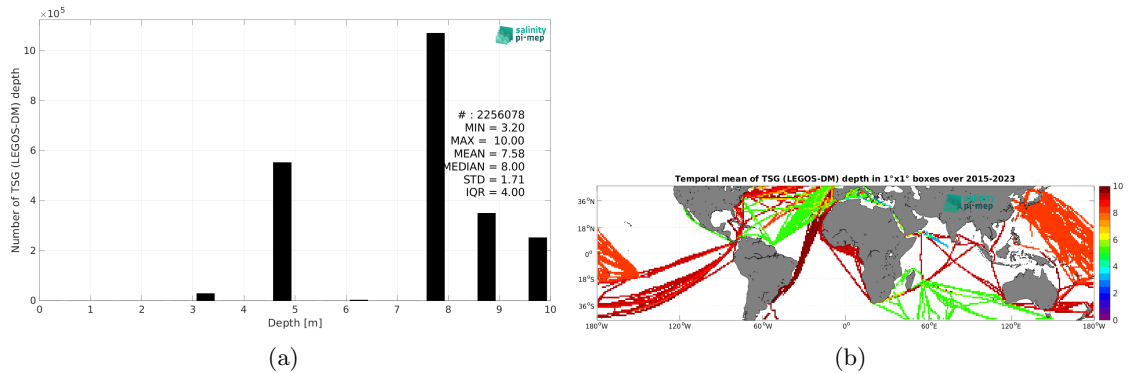 ×10⁵
10
8
6
4
2
0
Number of TSG (LEGOS-DM) depth
salinity
pi-mep
# : 2256078
MIN = 3.20
MAX = 10.00
MEAN = 7.58
MEDIAN = 8.00
STD = 1.71
IQR = 4.00
0 1 2 3 4 5 6 7 8 9 10
Depth [m]
(a)
Temporal mean of TSG (LEGOS-DM) depth in 1°x1° boxes over 2015-2023
salinity
pi-mep
36°N
18°N
0°
18°S
36°S
180°W 120°W 60°W 0° 60°W 120°W 180°W
10
8
6
4
2
0
(b)